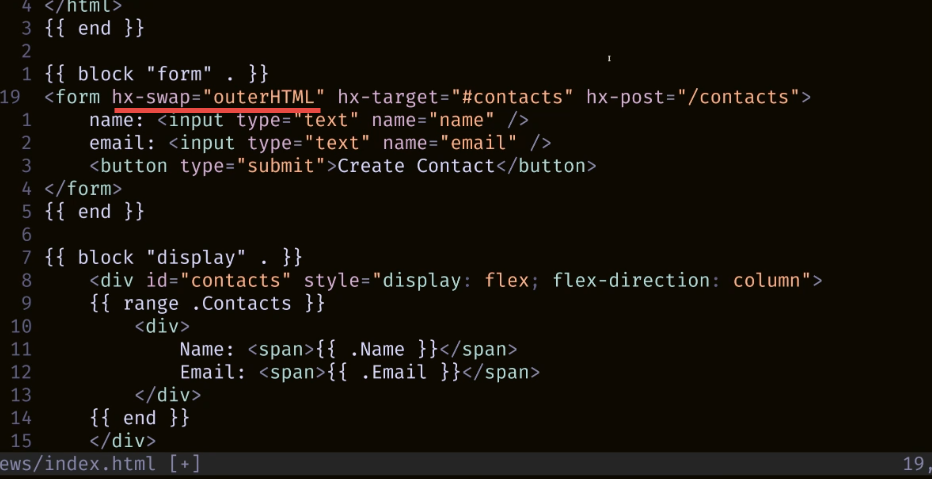 4 </html>
3 {{ end }}
2
1 {{ block "form" . }}
19 <form hx-swap="outerHTML" hx-target="#contacts" hx-post="/contacts">
1 name: <input type="text" name="name" />
2 email: <input type="text" name="email" />
3 <button type="submit">Create Contact</button>
4 </form>
5 {{ end }}
6
7 {{ block "display" . }}
8 <div id="contacts" style="display: flex; flex-direction: column">
9 {{ range .Contacts }}
10 <div>
11 Name: <span>{{ .Name }}</span>
12 Email: <span>{{ .Email }}</span>
13 </div>
14 {{ end }}
15 </div>
ews/index.html [+] 19,